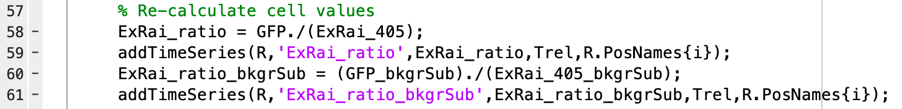 57 % Re-calculate cell values
58 - ExRai_ratio = GFP./(ExRai_405);
59 - addTimeSeries(R,'ExRai_ratio',ExRai_ratio,Trel,R.PosNames{i});
60 - ExRai_ratio_bkgrSub = (GFP_bkgrSub)./(ExRai_405_bkgrSub);
61 - addTimeSeries(R,'ExRai_ratio_bkgrSub',ExRai_ratio_bkgrSub,Trel,R.PosNames{i});